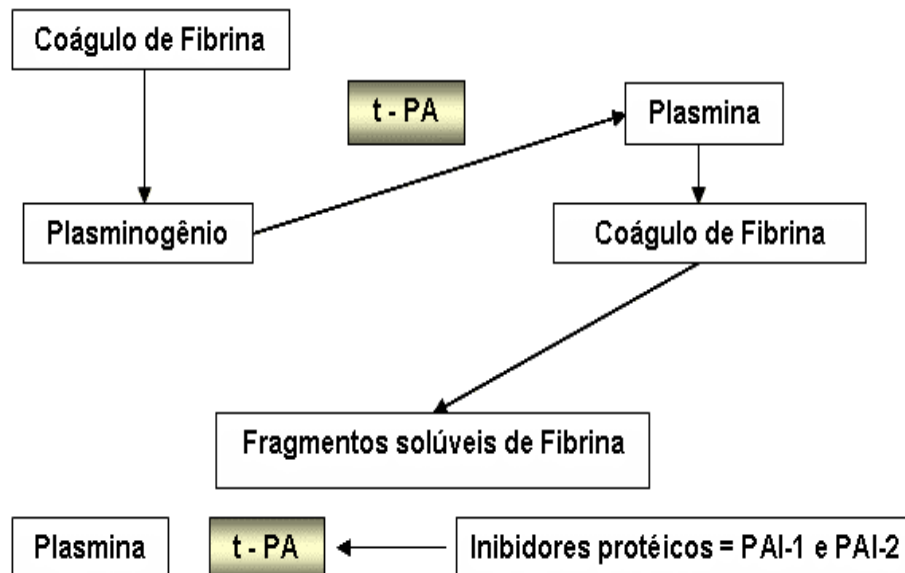 Coágulo de Fibrina
t - PA
Plasmina
Plasminogênio
Coágulo de Fibrina
Fragmentos solúveis de Fibrina
Plasmina
t - PA
Inibidores protéicos = PAI-1 e PAI-2